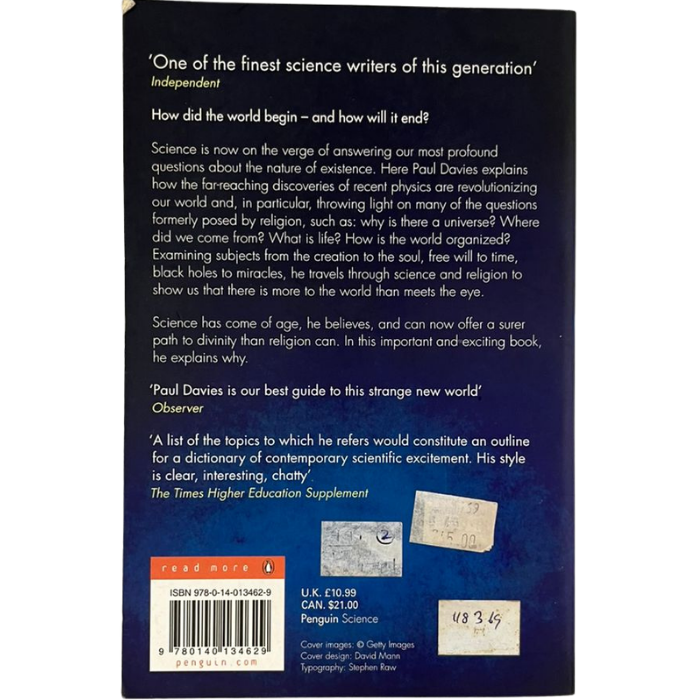 ‘One of the finest science writers of this generation’
Independent
How did the world begin – and how will it end?
Science is now on the verge of answering our most profound
questions about the nature of existence. Here Paul Davies explains
how the far-reaching discoveries of recent physics are revolutionizing
our world and, in particular, throwing light on many of the questions
formerly posed by religion, such as: why is there a universe? Where
did we come from? What is life? How is the world organized?
Examining subjects from the creation to the soul, free will to time,
black holes to miracles, he travels through science and religion to
show us that there is more to the world than meets the eye.
Science has come of age, he believes, and can now offer a surer
path to divinity than religion can. In this important and exciting book,
he explains why.
‘Paul Davies is our best guide to this strange new world’
Observer
‘A list of the topics to which he refers would constitute an outline
for a dictionary of contemporary scientific excitement. His style
is clear, interesting, chatty’
The Times Higher Education Supplement
2
read more
ISBN 978-0-14-013462-9
9 780140 134629
penguin.com
U.K. £10.99
CAN. $21.00
Penguin Science
Cover images: © Getty Images
Cover design: David Mann
Typography: Stephen Raw